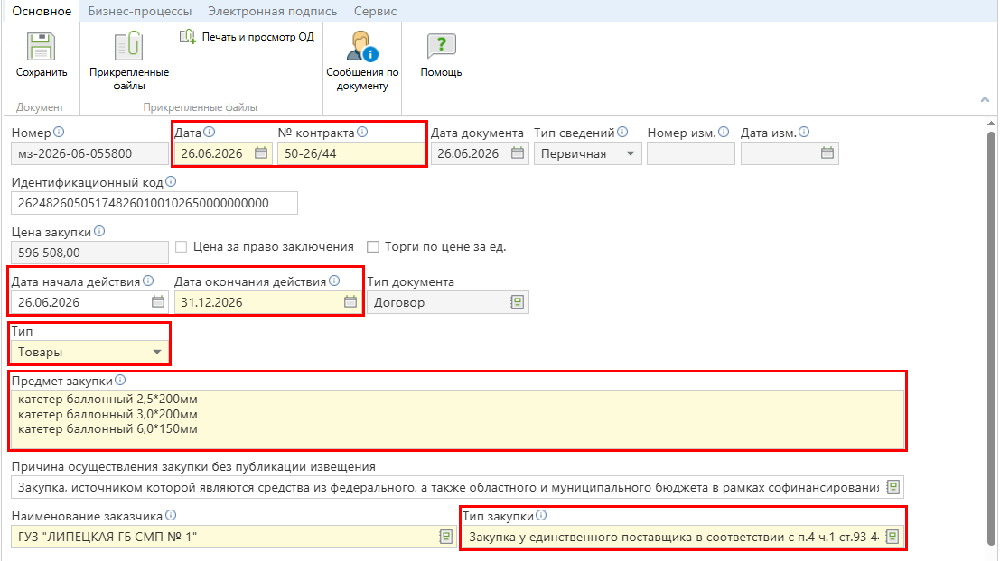 Основное Бизнес-процессы Электронная подпись Сервис
Сохранить Прикрепленные файлы Печать и просмотр ОД Сообщения по документу Помощь
Документ Прикрепленные файлы
Номер Дата № контракта Дата документа Тип сведений Номер изм. Дата изм.
мз-2026-06-055800 26.06.2026 50-26/44 26.06.2026 Первичная
Идентификационный код
262482605051748260100102650000000000
Цена закупки
596 508,00 Цена за право заключения Торги по цене за ед.
Дата начала действия Дата окончания действия Тип документа
26.06.2026 31.12.2026 Договор
Тип
Товары
Предмет закупки
катетер баллонный 2,5*200мм
катетер баллонный 3,0*200мм
катетер баллонный 6,0*150мм
Причина осуществления закупки без публикации извещения
Закупка, источником которой являются средства из федерального, а также областного и муниципального бюджета в рамках софинансирования
Наименование заказчика Тип закупки
ГУЗ "ЛИПЕЦКАЯ ГБ СМП № 1" Закупка у единственного поставщика в соответствии с п.4 ч.1 ст.93